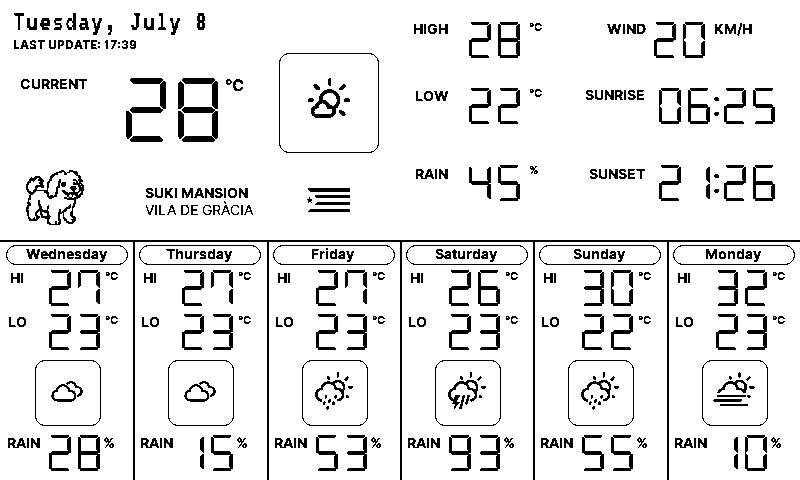 Tuesday, July 8
LAST UPDATE: 17:39
CURRENT 28 °C
SUKI MANSION
VILA DE GRÀCIA
HIGH 28 °C
LOW 22 °C
RAIN 45 %
WIND 20 KM/H
SUNRISE 06:25
SUNSET 21:26
Wednesday
HI 27 °C
LO 23 °C
RAIN 28 %
Thursday
HI 27 °C
LO 23 °C
RAIN 15 %
Friday
HI 27 °C
LO 23 °C
RAIN 53 %
Saturday
HI 26 °C
LO 23 °C
RAIN 93 %
Sunday
HI 30 °C
LO 22 °C
RAIN 55 %
Monday
HI 32 °C
LO 23 °C
RAIN 10 %